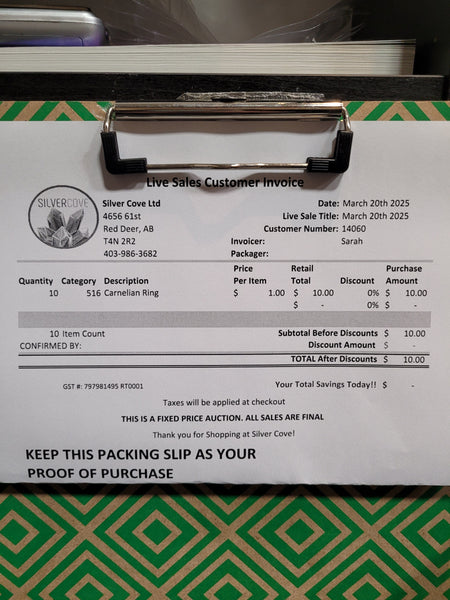 Live Sales Customer Invoice
SILVERCOVE
Silver Cove Ltd
4656 61st
Red Deer, AB
T4N 2R2
403-986-3682
Date: March 20th 2025
Live Sale Title: March 20th 2025
Customer Number: 14060
Invoicer: Sarah
Packager:
Quantity Category Description Price Per Item Retail Total Discount Purchase Amount
10 516 Carnelian Ring $ 1.00 $ 10.00 0% $ 10.00
$ - 0% $ -
10 Item Count Subtotal Before Discounts $ 10.00
CONFIRMED BY: Discount Amount $ -
TOTAL After Discounts $ 10.00
GST #: 797981495 RT0001 Your Total Savings Today!! $ -
Taxes will be applied at checkout
THIS IS A FIXED PRICE AUCTION. ALL SALES ARE FINAL
Thank you for Shopping at Silver Cove!
KEEP THIS PACKING SLIP AS YOUR
PROOF OF PURCHASE